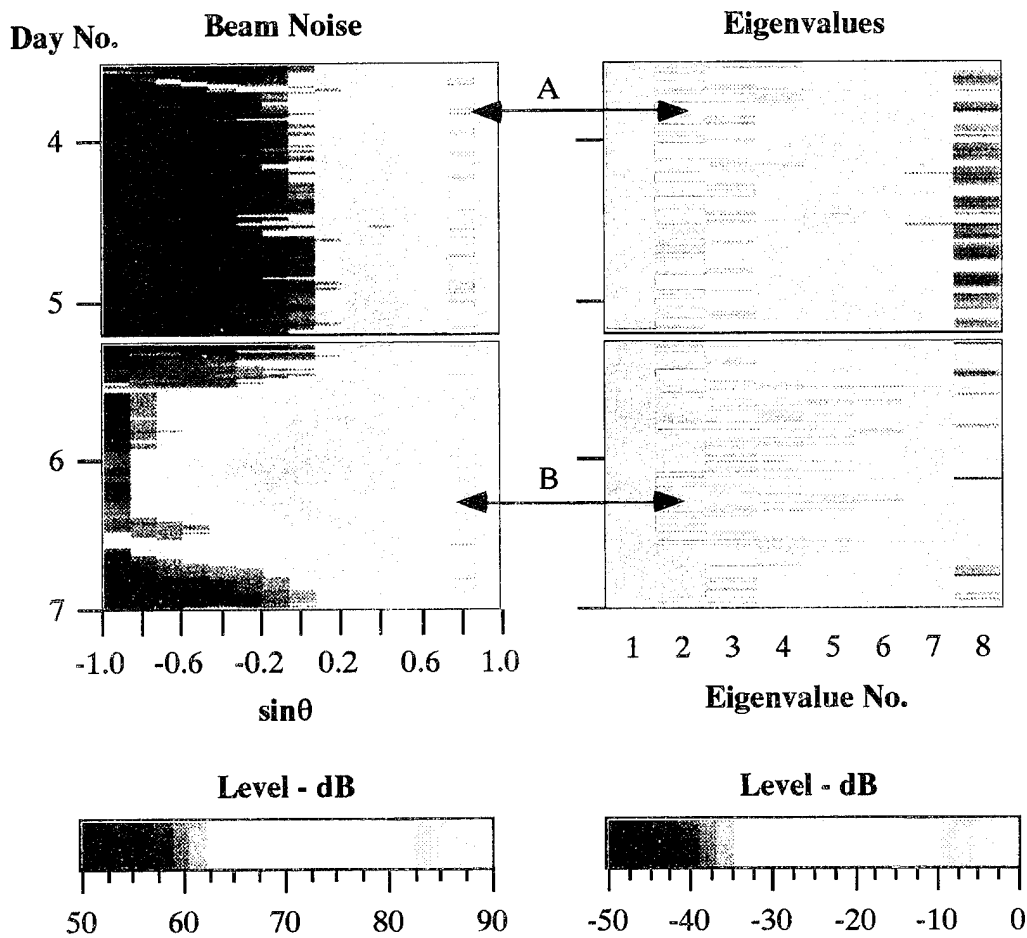 Day No.
Beam Noise
Eigenvalues
A
4
5
6
B
7
-1.0 -0.6 -0.2 0.2 0.6 1.0
sinθ
1 2 3 4 5 6 7 8
Eigenvalue No.
Level - dB
50 60 70 80 90
Level - dB
-50 -40 -30 -20 -10 0